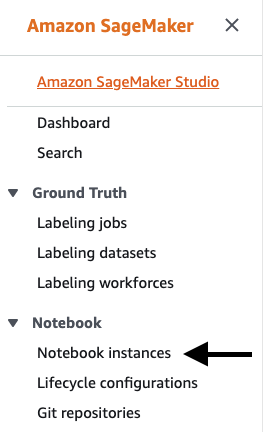 Amazon SageMaker
Amazon SageMaker Studio
Dashboard
Search
Ground Truth
Labeling jobs
Labeling datasets
Labeling workforces
Notebook
Notebook instances
Lifecycle configurations
Git repositories